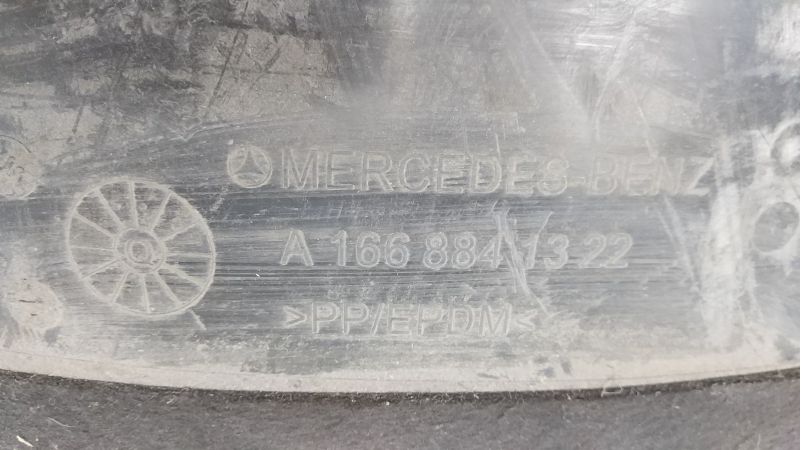 MERCEDES-BENZ
A 166 884 13 22
>PP/EPDM<